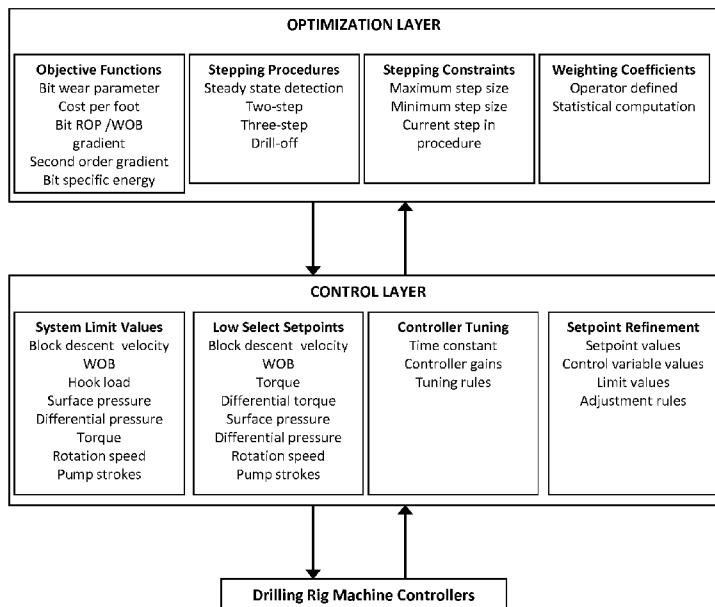 OPTIMIZATION LAYER
Objective Functions
Bit wear parameter
Cost per foot
Bit ROP /WOB
gradient
Second order gradient
Bit specific energy
Stepping Procedures
Steady state detection
Two-step
Three-step
Drill-off
Stepping Constraints
Maximum step size
Minimum step size
Current step in
procedure
Weighting Coefficients
Operator defined
Statistical computation
CONTROL LAYER
System Limit Values
Block descent velocity
WOB
Hook load
Surface pressure
Differential pressure
Torque
Rotation speed
Pump strokes
Low Select Setpoints
Block descent velocity
WOB
Torque
Differential torque
Surface pressure
Differential pressure
Rotation speed
Pump strokes
Controller Tuning
Time constant
Controller gains
Tuning rules
Setpoint Refinement
Setpoint values
Control variable values
Limit values
Adjustment rules
Drilling Rig Machine Controllers